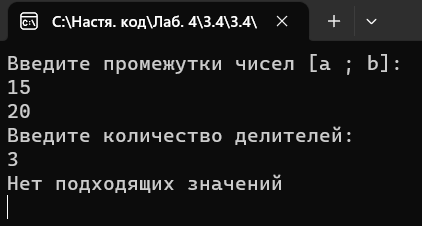 C:\Настя. код\Лаб. 4\3.4\3.4\
Введите промежутки чисел [a ; b]:
15
20
Введите количество делителей:
3
Нет подходящих значений